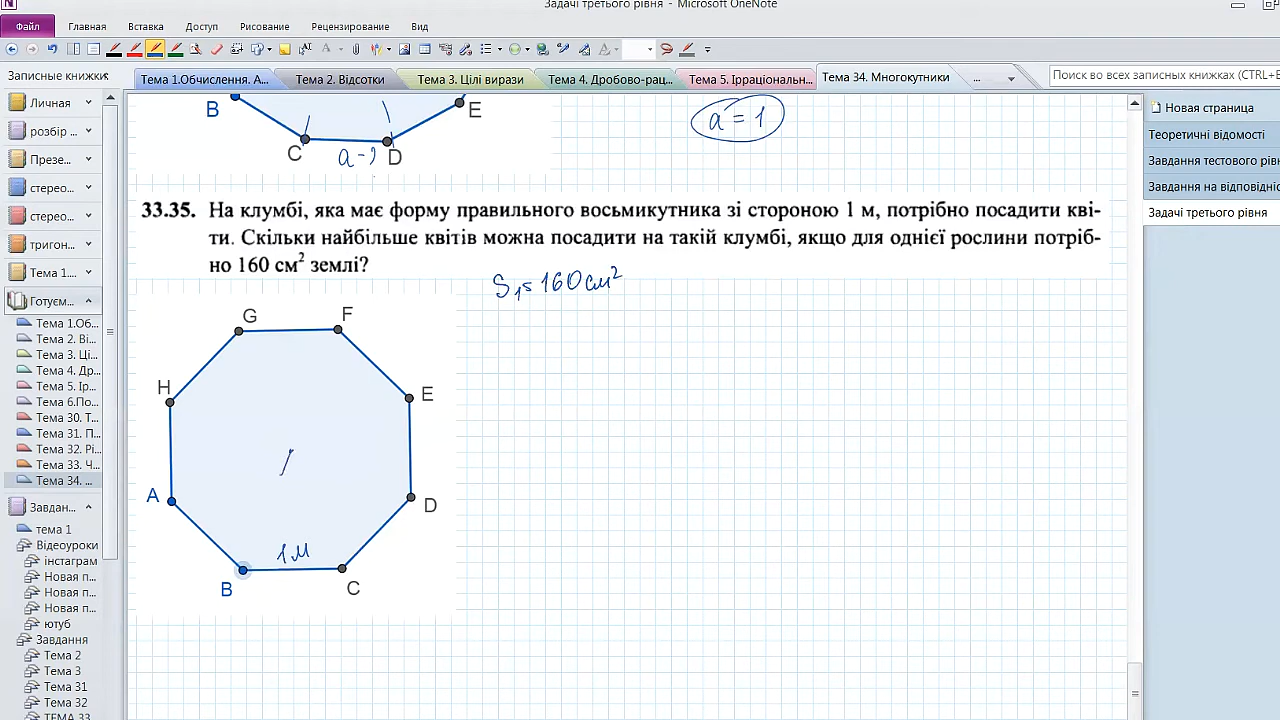 Задачі третього рівня - Microsoft OneNote
Файл Главная Вставка Доступ Рисование Рецензирование Вид
Записные книжки
Тема 1.Обчислення. А... Тема 2. Відсотки Тема 3. Цілі вирази Тема 4. Дробово-рац... Тема 5. Ірраціональн... Тема 34. Многокутники ...
Поиск во всех записных книжках (CTRL+E
Личная
розбір ...
Презе...
стерео...
стерео...
тригон...
Тема 1...
Готуєм...
Тема 1.Об...
Тема 2. Ві...
Тема 3. Ці...
Тема 4. Др...
Тема 5. Ір...
Тема 6.По...
Тема 30. Т...
Тема 31. П...
Тема 32. Рі...
Тема 33. Ч...
Тема 34. ...
Завдан...
тема 1
Відеоуроки
інстаграм
Новая п...
Новая п...
Новая п...
ютуб
Завдання
Тема 2
Тема 3
Тема 31
Тема 32
ТЕМА 33
B E
C D
a - ?
a = 1
33.35. На клумбі, яка має форму правильного восьмикутника зі стороною 1 м, потрібно посадити кві-
ти. Скільки найбільше квітів можна посадити на такій клумбі, якщо для однієї рослини потріб-
но 160 см² землі?
S₁ = 160 см²
G F
H E
A D
1 м
B C
Новая страница
Теоретичні відомості
Завдання тестового рівн
Завдання на відповідніс
Задачі третього рівня